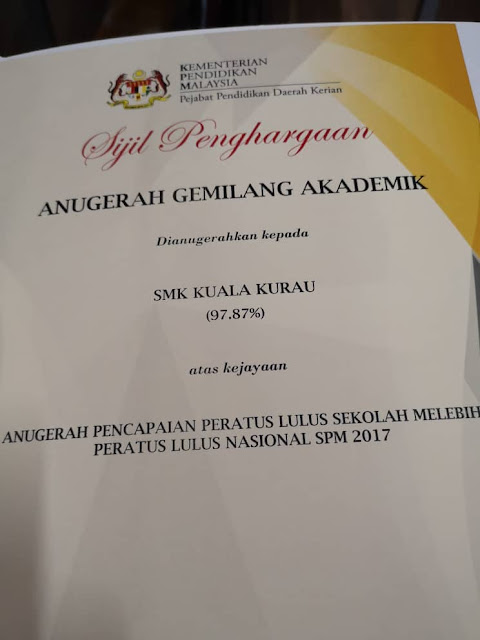 KEMENTERIAN
PENDIDIKAN
MALAYSIA
Pejabat Pendidikan Daerah Kerian
Sijil Penghargaan
ANUGERAH GEMILANG AKADEMIK
Dianugerahkan kepada
SMK KUALA KURAU
(97.87%)
atas kejayaan
ANUGERAH PENCAPAIAN PERATUS LULUS SEKOLAH MELEBIH
PERATUS LULUS NASIONAL SPM 2017